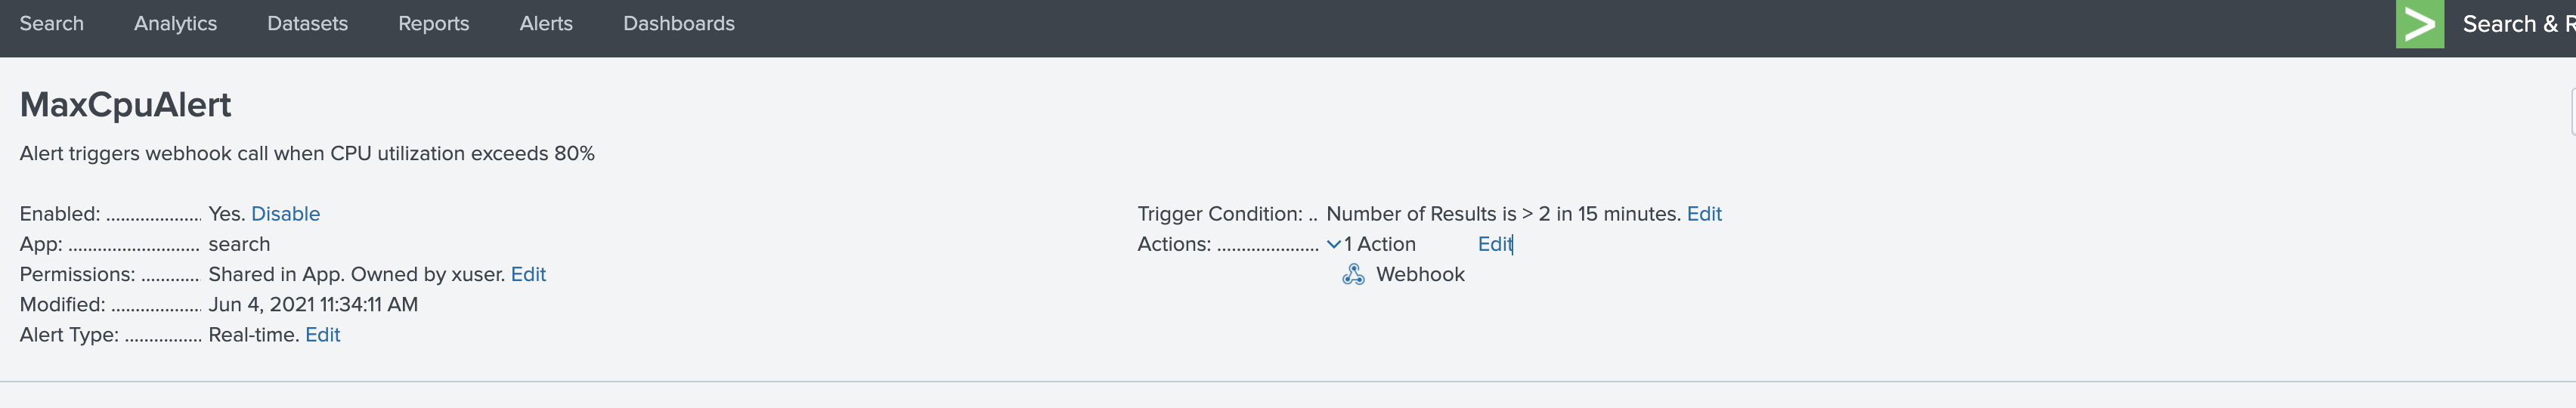 Search Analytics Datasets Reports Alerts Dashboards Search & R
MaxCpuAlert
Alert triggers webhook call when CPU utilization exceeds 80%
Enabled: .................... Yes. Disable
App: ........................... search
Permissions: ............ Shared in App. Owned by xuser. Edit
Modified: ................... Jun 4, 2021 11:34:11 AM
Alert Type: ................ Real-time. Edit
Trigger Condition: .. Number of Results is > 2 in 15 minutes. Edit
Actions: ..................... 1 Action Edit
Webhook